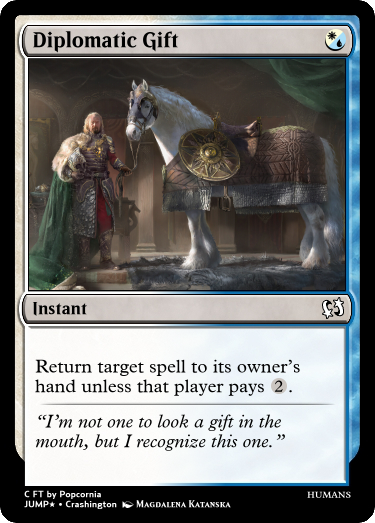 Diplomatic Gift
Instant
Return target spell to its owner's
hand unless that player pays 2.
“I'm not one to look a gift in the
mouth, but I recognize this one.”
C FT by Popcornia
JUMP★ • Crashington Magdalena Katanska
HUMANS